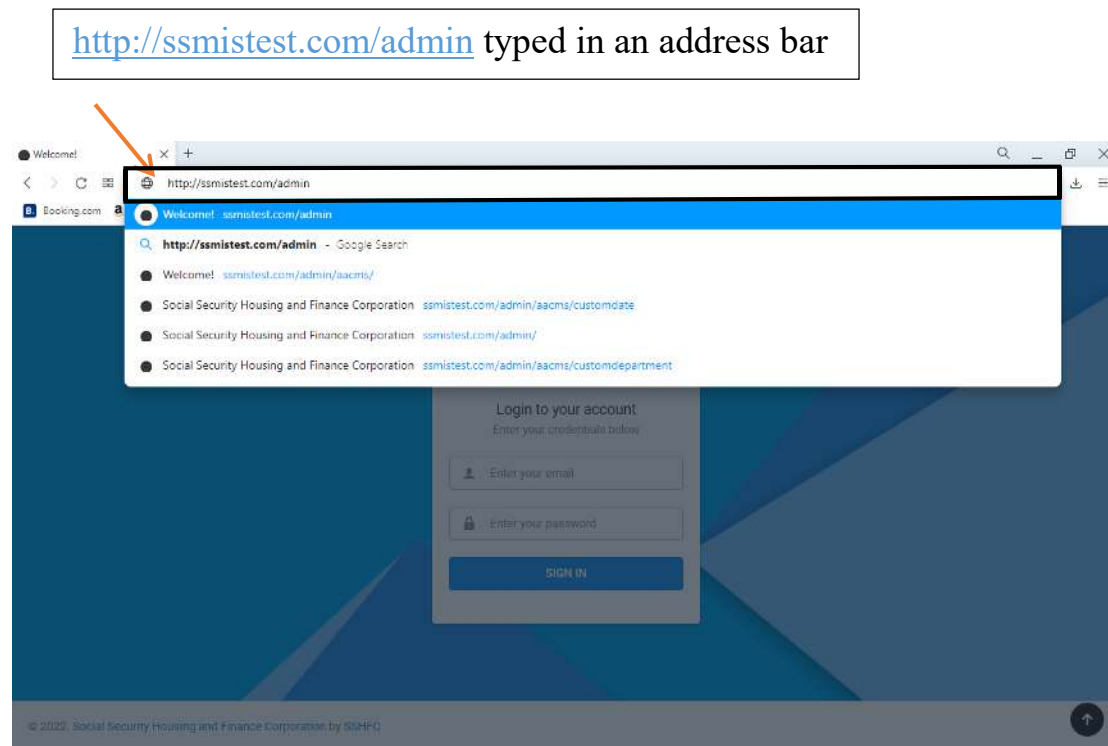 http://ssmistest.com/admin typed in an address bar
Welcome!
http://ssmistest.com/admin
Booking.com a
Welcome! ssmistest.com/admin
http://ssmistest.com/admin - Google Search
Welcome! ssmistest.com/admin/aacms/
Social Security Housing and Finance Corporation ssmistest.com/admin/aacms/customdate
Social Security Housing and Finance Corporation ssmistest.com/admin/
Social Security Housing and Finance Corporation ssmistest.com/admin/aacms/customdepartment
Login to your account
Enter your credentials below
Enter your email
Enter your password
SIGN IN
© 2022. Social Security Housing and Finance Corporation by SSHFC